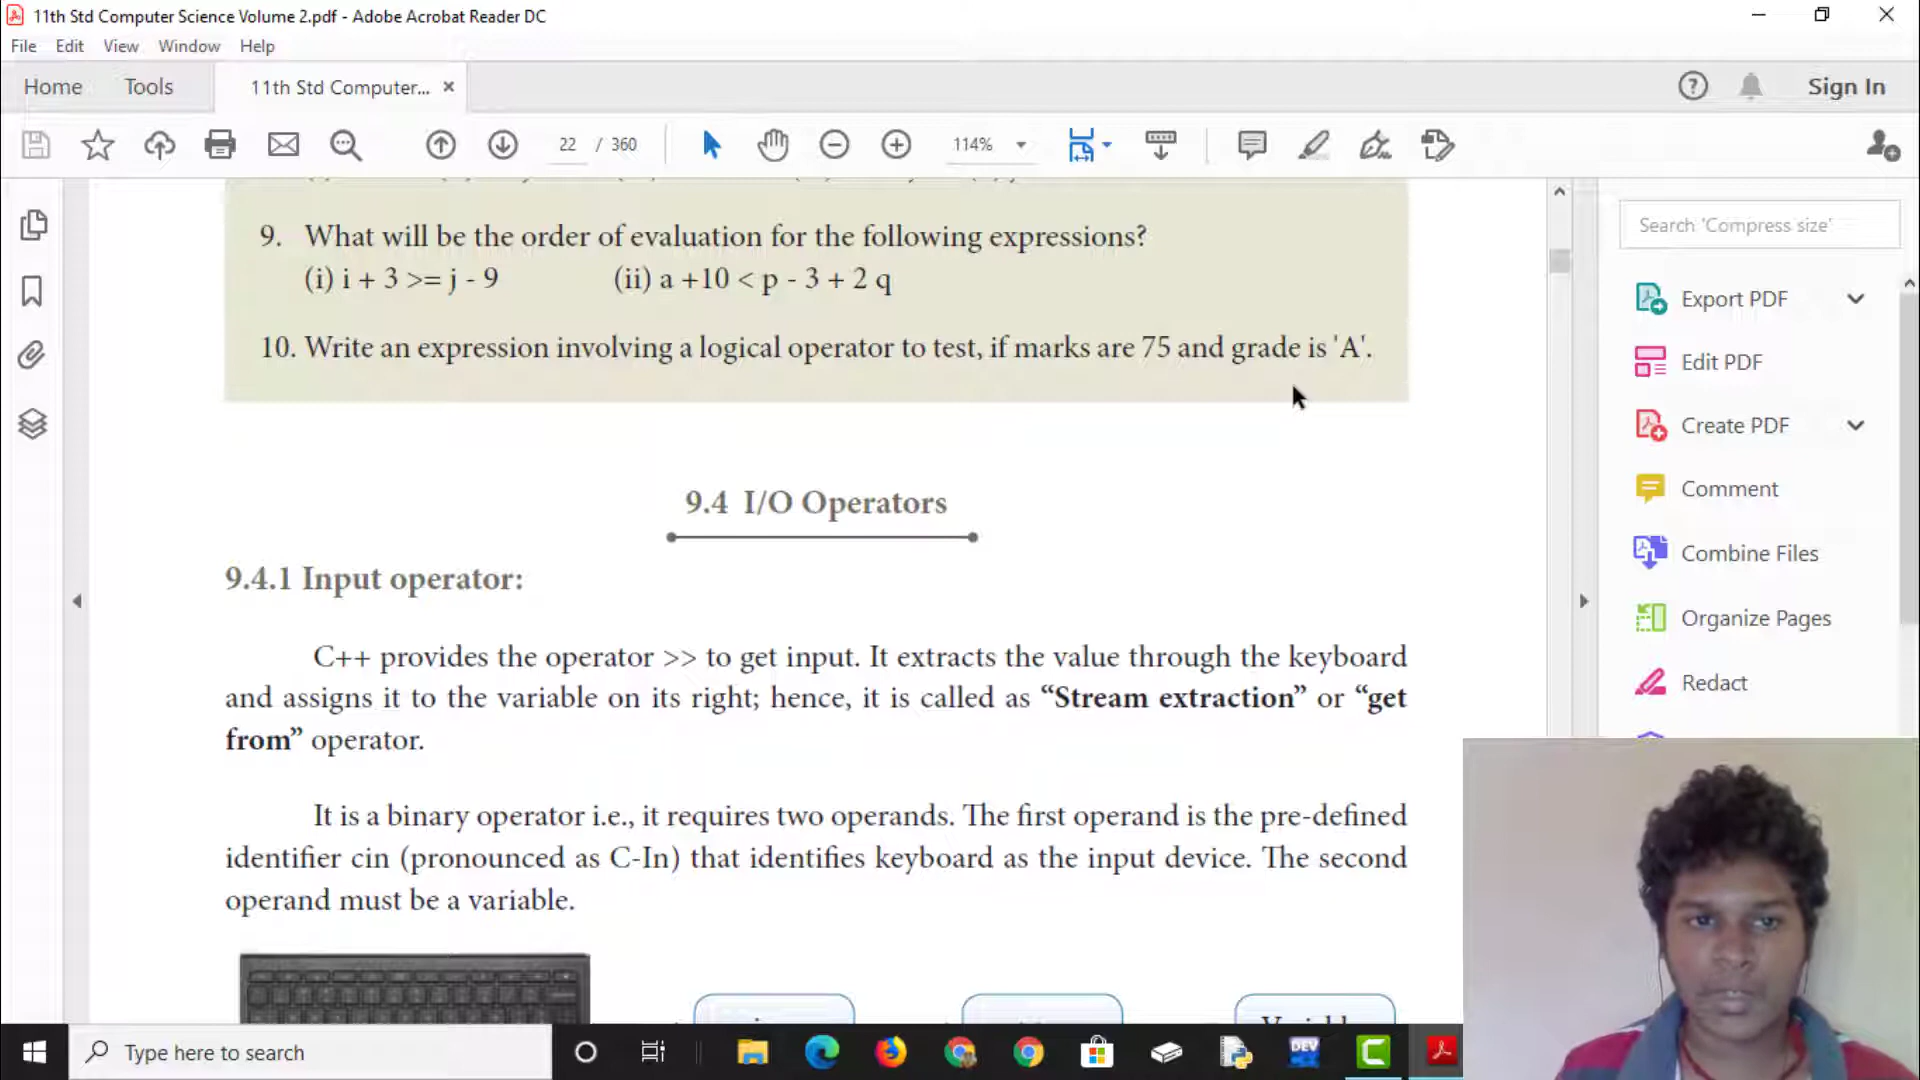 11th Std Computer Science Volume 2.pdf - Adobe Acrobat Reader DC
File Edit View Window Help
Home Tools 11th Std Computer... × Sign In
22 / 360 114%
9. What will be the order of evaluation for the following expressions?
(i) i + 3 >= j - 9 (ii) a +10 < p - 3 + 2 q
10. Write an expression involving a logical operator to test, if marks are 75 and grade is 'A'.
9.4 I/O Operators
9.4.1 Input operator:
C++ provides the operator >> to get input. It extracts the value through the keyboard
and assigns it to the variable on its right; hence, it is called as “Stream extraction” or “get
from” operator.
It is a binary operator i.e., it requires two operands. The first operand is the pre-defined
identifier cin (pronounced as C-In) that identifies keyboard as the input device. The second
operand must be a variable.
Search 'Compress size'
Export PDF
Edit PDF
Create PDF
Comment
Combine Files
Organize Pages
Redact
Type here to search
DEV